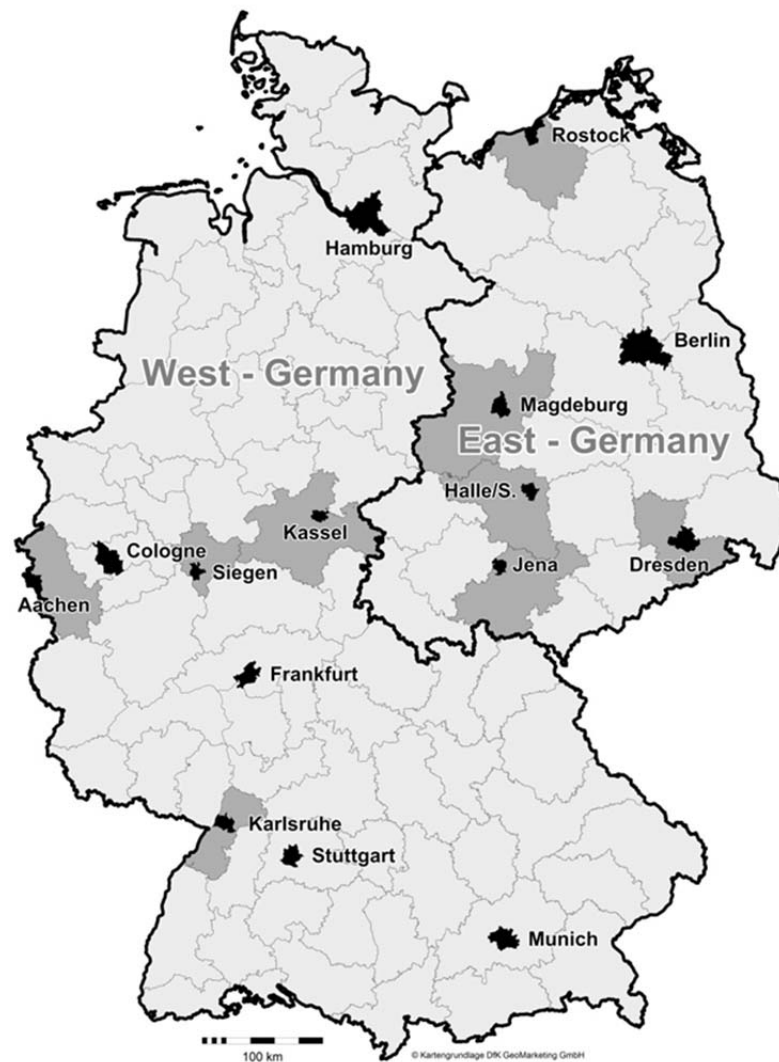 Rostock
Hamburg
Berlin
West - Germany
Magdeburg
East - Germany
Halle/S.
Kassel
Cologne
Siegen
Jena
Dresden
Aachen
Frankfurt
Karlsruhe
Stuttgart
Munich
100 km
© Kartengrundlage DfK GeoMarketing GmbH